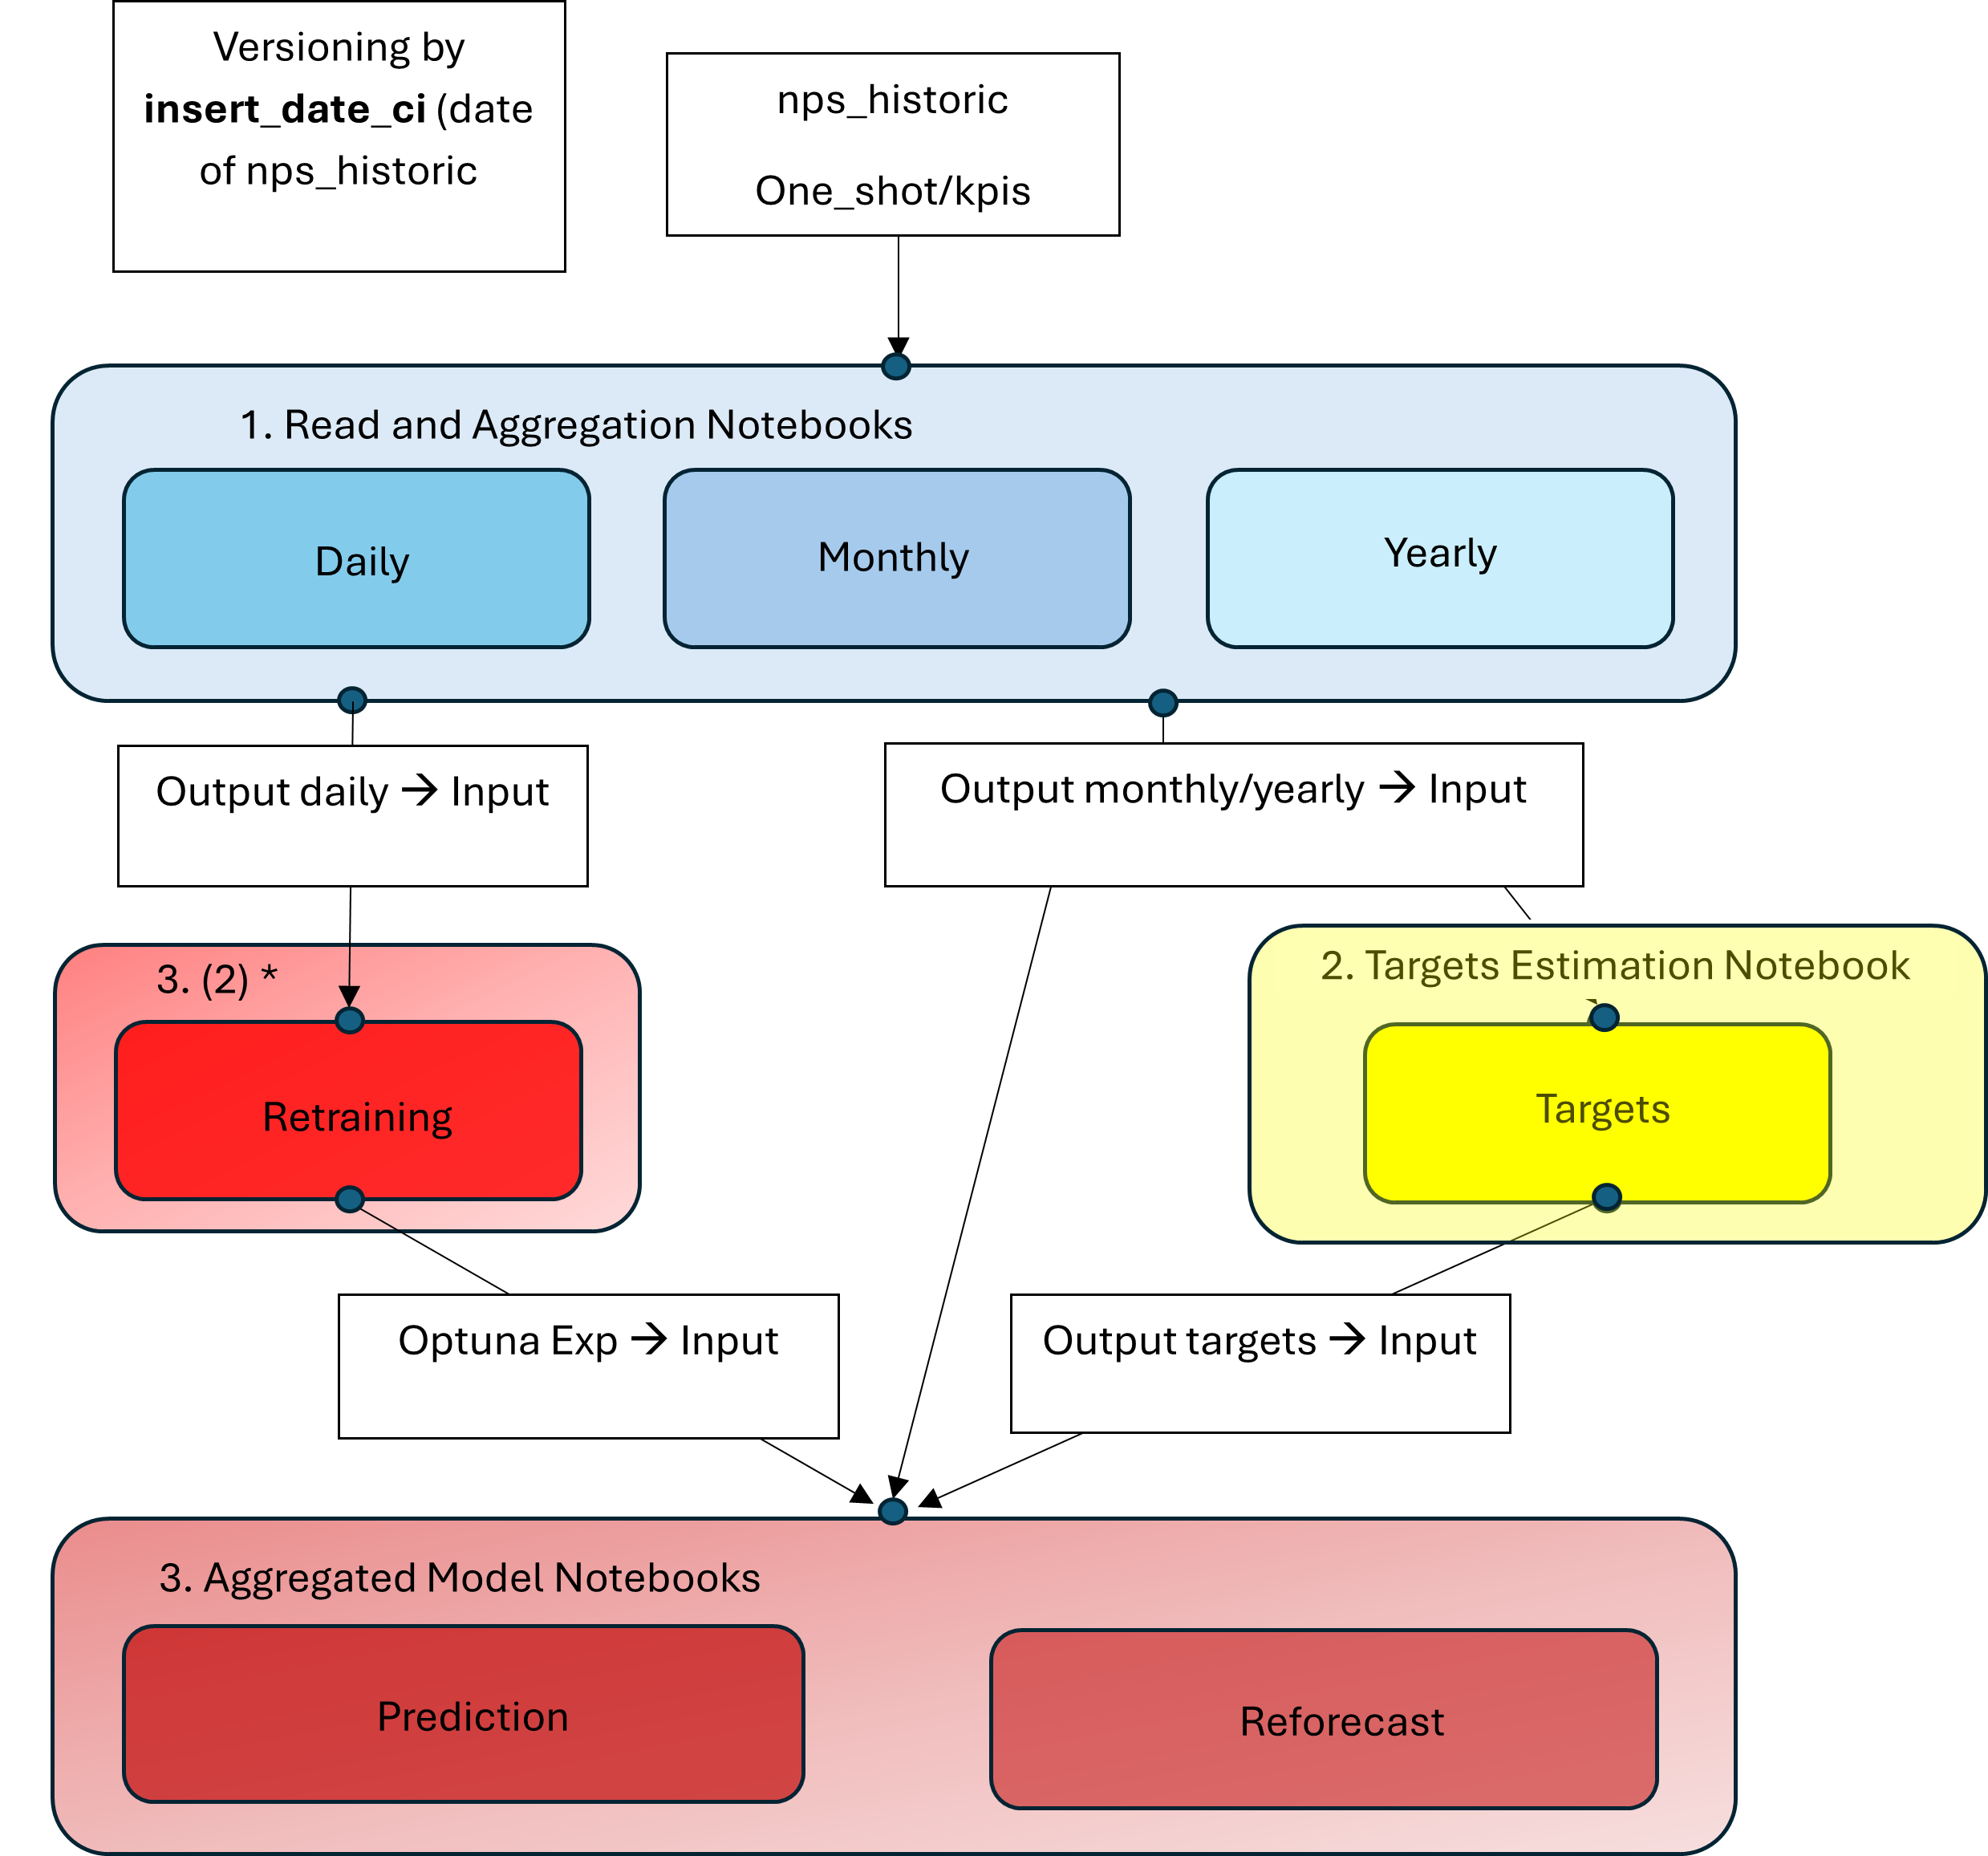 Versioning by
insert_date_ci (date
of nps_historic
nps_historic
One_shot/kpis
1. Read and Aggregation Notebooks
Daily
Monthly
Yearly
Output daily → Input
Output monthly/yearly → Input
3. (2) *
Retraining
2. Targets Estimation Notebook
Targets
Optuna Exp → Input
Output targets → Input
3. Aggregated Model Notebooks
Prediction
Reforecast